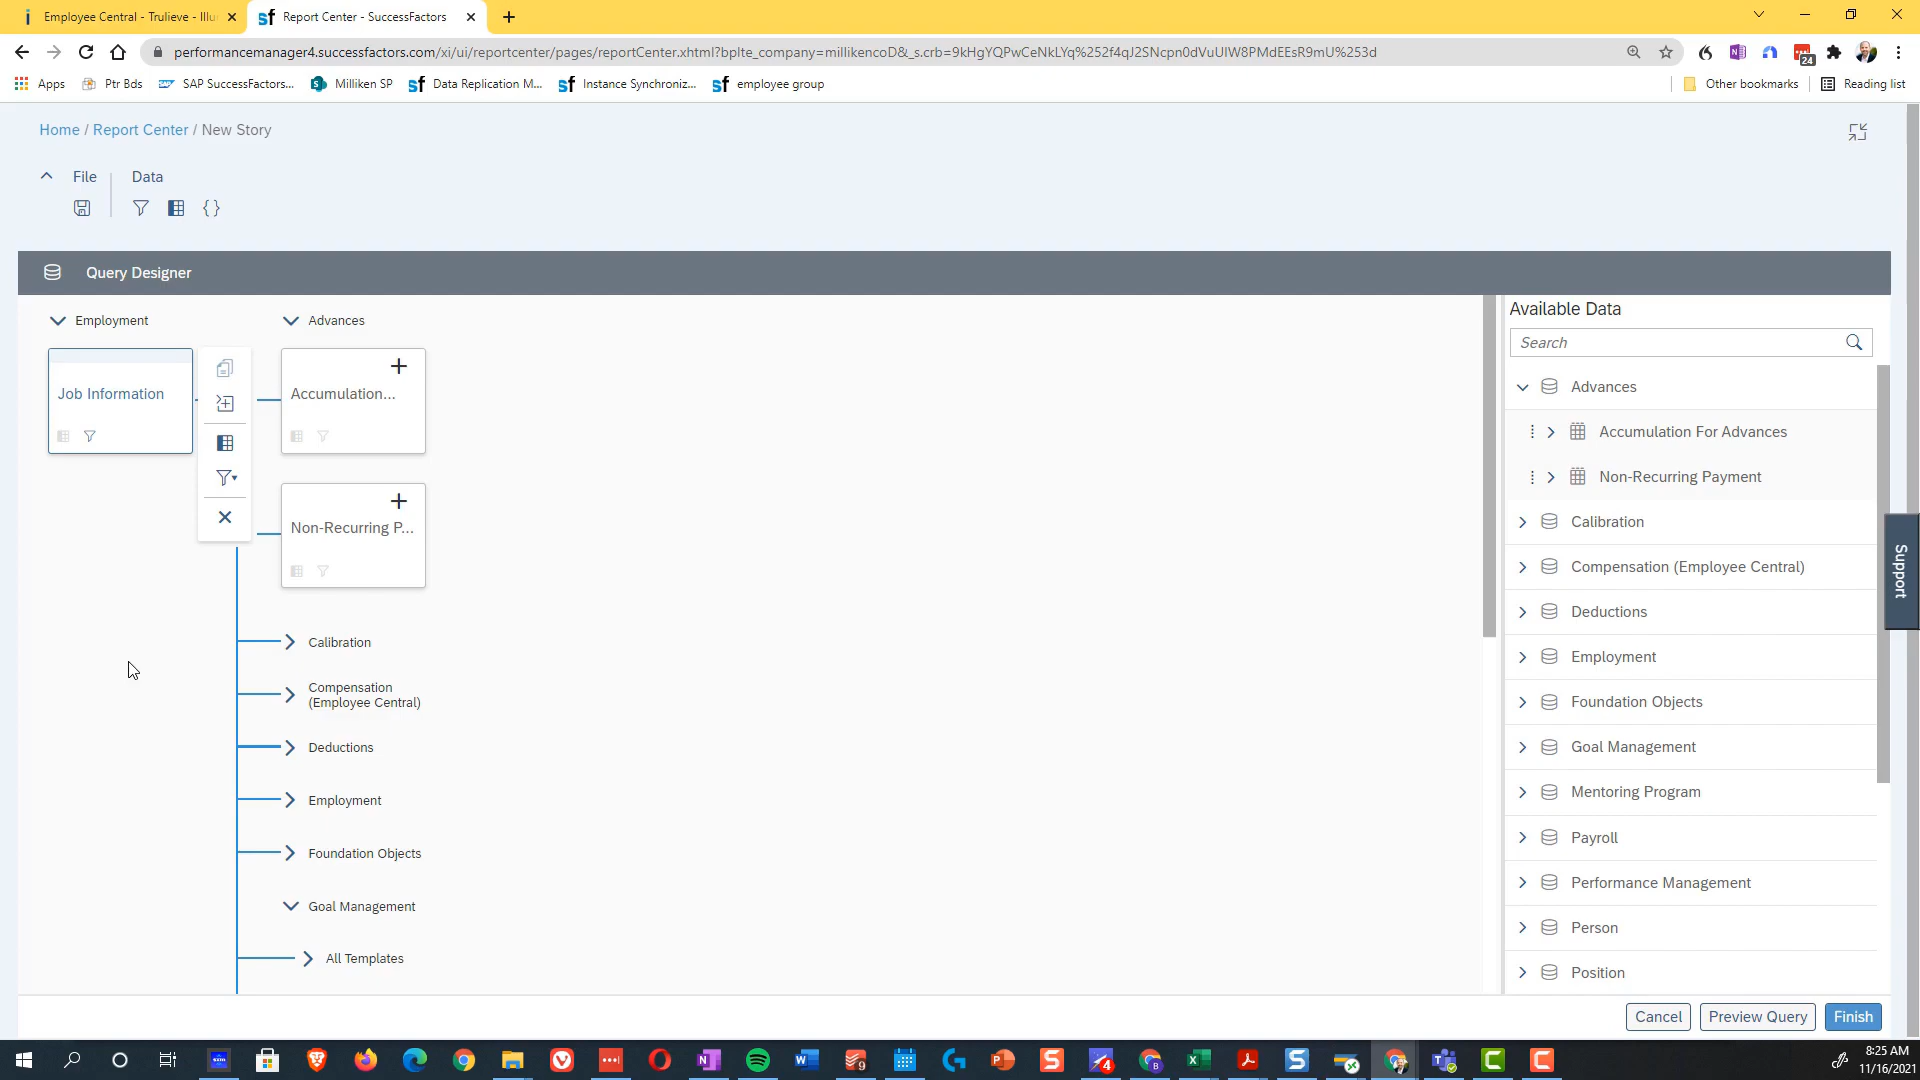 Employee Central - Trulieve - Illu
Report Center - SuccessFactors
performancemanager4.successfactors.com/xi/ui/reportcenter/pages/reportCenter.xhtml?bplte_company=millikencoD&_s.crb=9kHgYQPwCeNkLYq%252f4qJ2SNcpn0dVuUIW8PMdEEsR9mU%253d
24
Apps
Ptr Bds
SAP SuccessFactors...
Milliken SP
Data Replication M...
Instance Synchroniz...
employee group
Other bookmarks
Reading list
Home / Report Center / New Story
File
Data
Query Designer
Employment
Advances
Job Information
Accumulation...
Non-Recurring P...
Calibration
Compensation
(Employee Central)
Deductions
Employment
Foundation Objects
Goal Management
All Templates
Available Data
Search
Advances
Accumulation For Advances
Non-Recurring Payment
Calibration
Compensation (Employee Central)
Deductions
Employment
Foundation Objects
Goal Management
Mentoring Program
Payroll
Performance Management
Person
Position
Support
Cancel
Preview Query
Finish
8:25 AM
11/16/2021